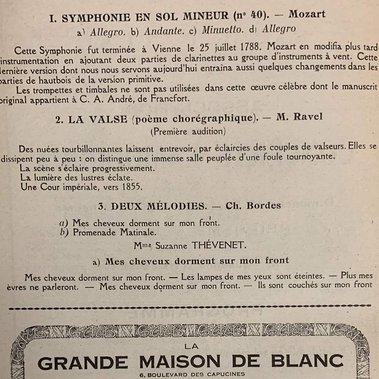 I. SYMPHONIE EN SOL MINEUR (nº 40). — Mozart
a) Allegro. b) Andante. c) Minuetto. d) Allegro
Cette Symphonie fut terminée à Vienne le 25 juillet 1788. Mozart en modifia plus tard
instrumentation en ajoutant deux parties de clarinettes au groupe d'instruments à vent. Cette
dernière version dont nous nous servons aujourd'hui entraina aussi quelques changements dans les
parties de hautbois de la version primitive.
Les trompettes et timbales ne sont pas utilisées dans cette œuvre célèbre dont le manuscrit
original appartient à C. A. André, de Francfort.
2. LA VALSE (poème chorégraphique). — M. Ravel
(Première audition)
Des nuées tourbillonnantes laissent entrevoir, par éclaircies des couples de valseurs. Elles se
dissipent peu à peu : on distingue une immense salle peuplée d'une foule tournoyante.
La scène s'éclaire progressivement.
La lumière des lustres éclate.
Une Cour impériale, vers 1855.
3. DEUX MÉLODIES. — Ch. Bordes
a) Mes cheveux dorment sur mon front.
b) Promenade Matinale.
Mme Suzanne THÉVENET.
a) Mes cheveux dorment sur mon front
Mes cheveux dorment sur mon front. — Les lampes de mes yeux sont éteintes. — Plus mes
èvres ne parleront. — Mes cheveux dorment sur mon front. — Ils sont couchés sur mon front
LA
GRANDE MAISON DE BLANC
6, BOULEVARD DES CAPUCINES